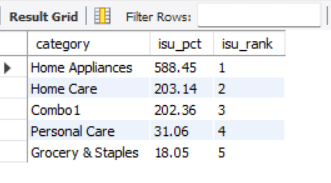 Result Grid Filter Rows:
category isu_pct isu_rank
Home Appliances 588.45 1
Home Care 203.14 2
Combo1 202.36 3
Personal Care 31.06 4
Grocery & Staples 18.05 5